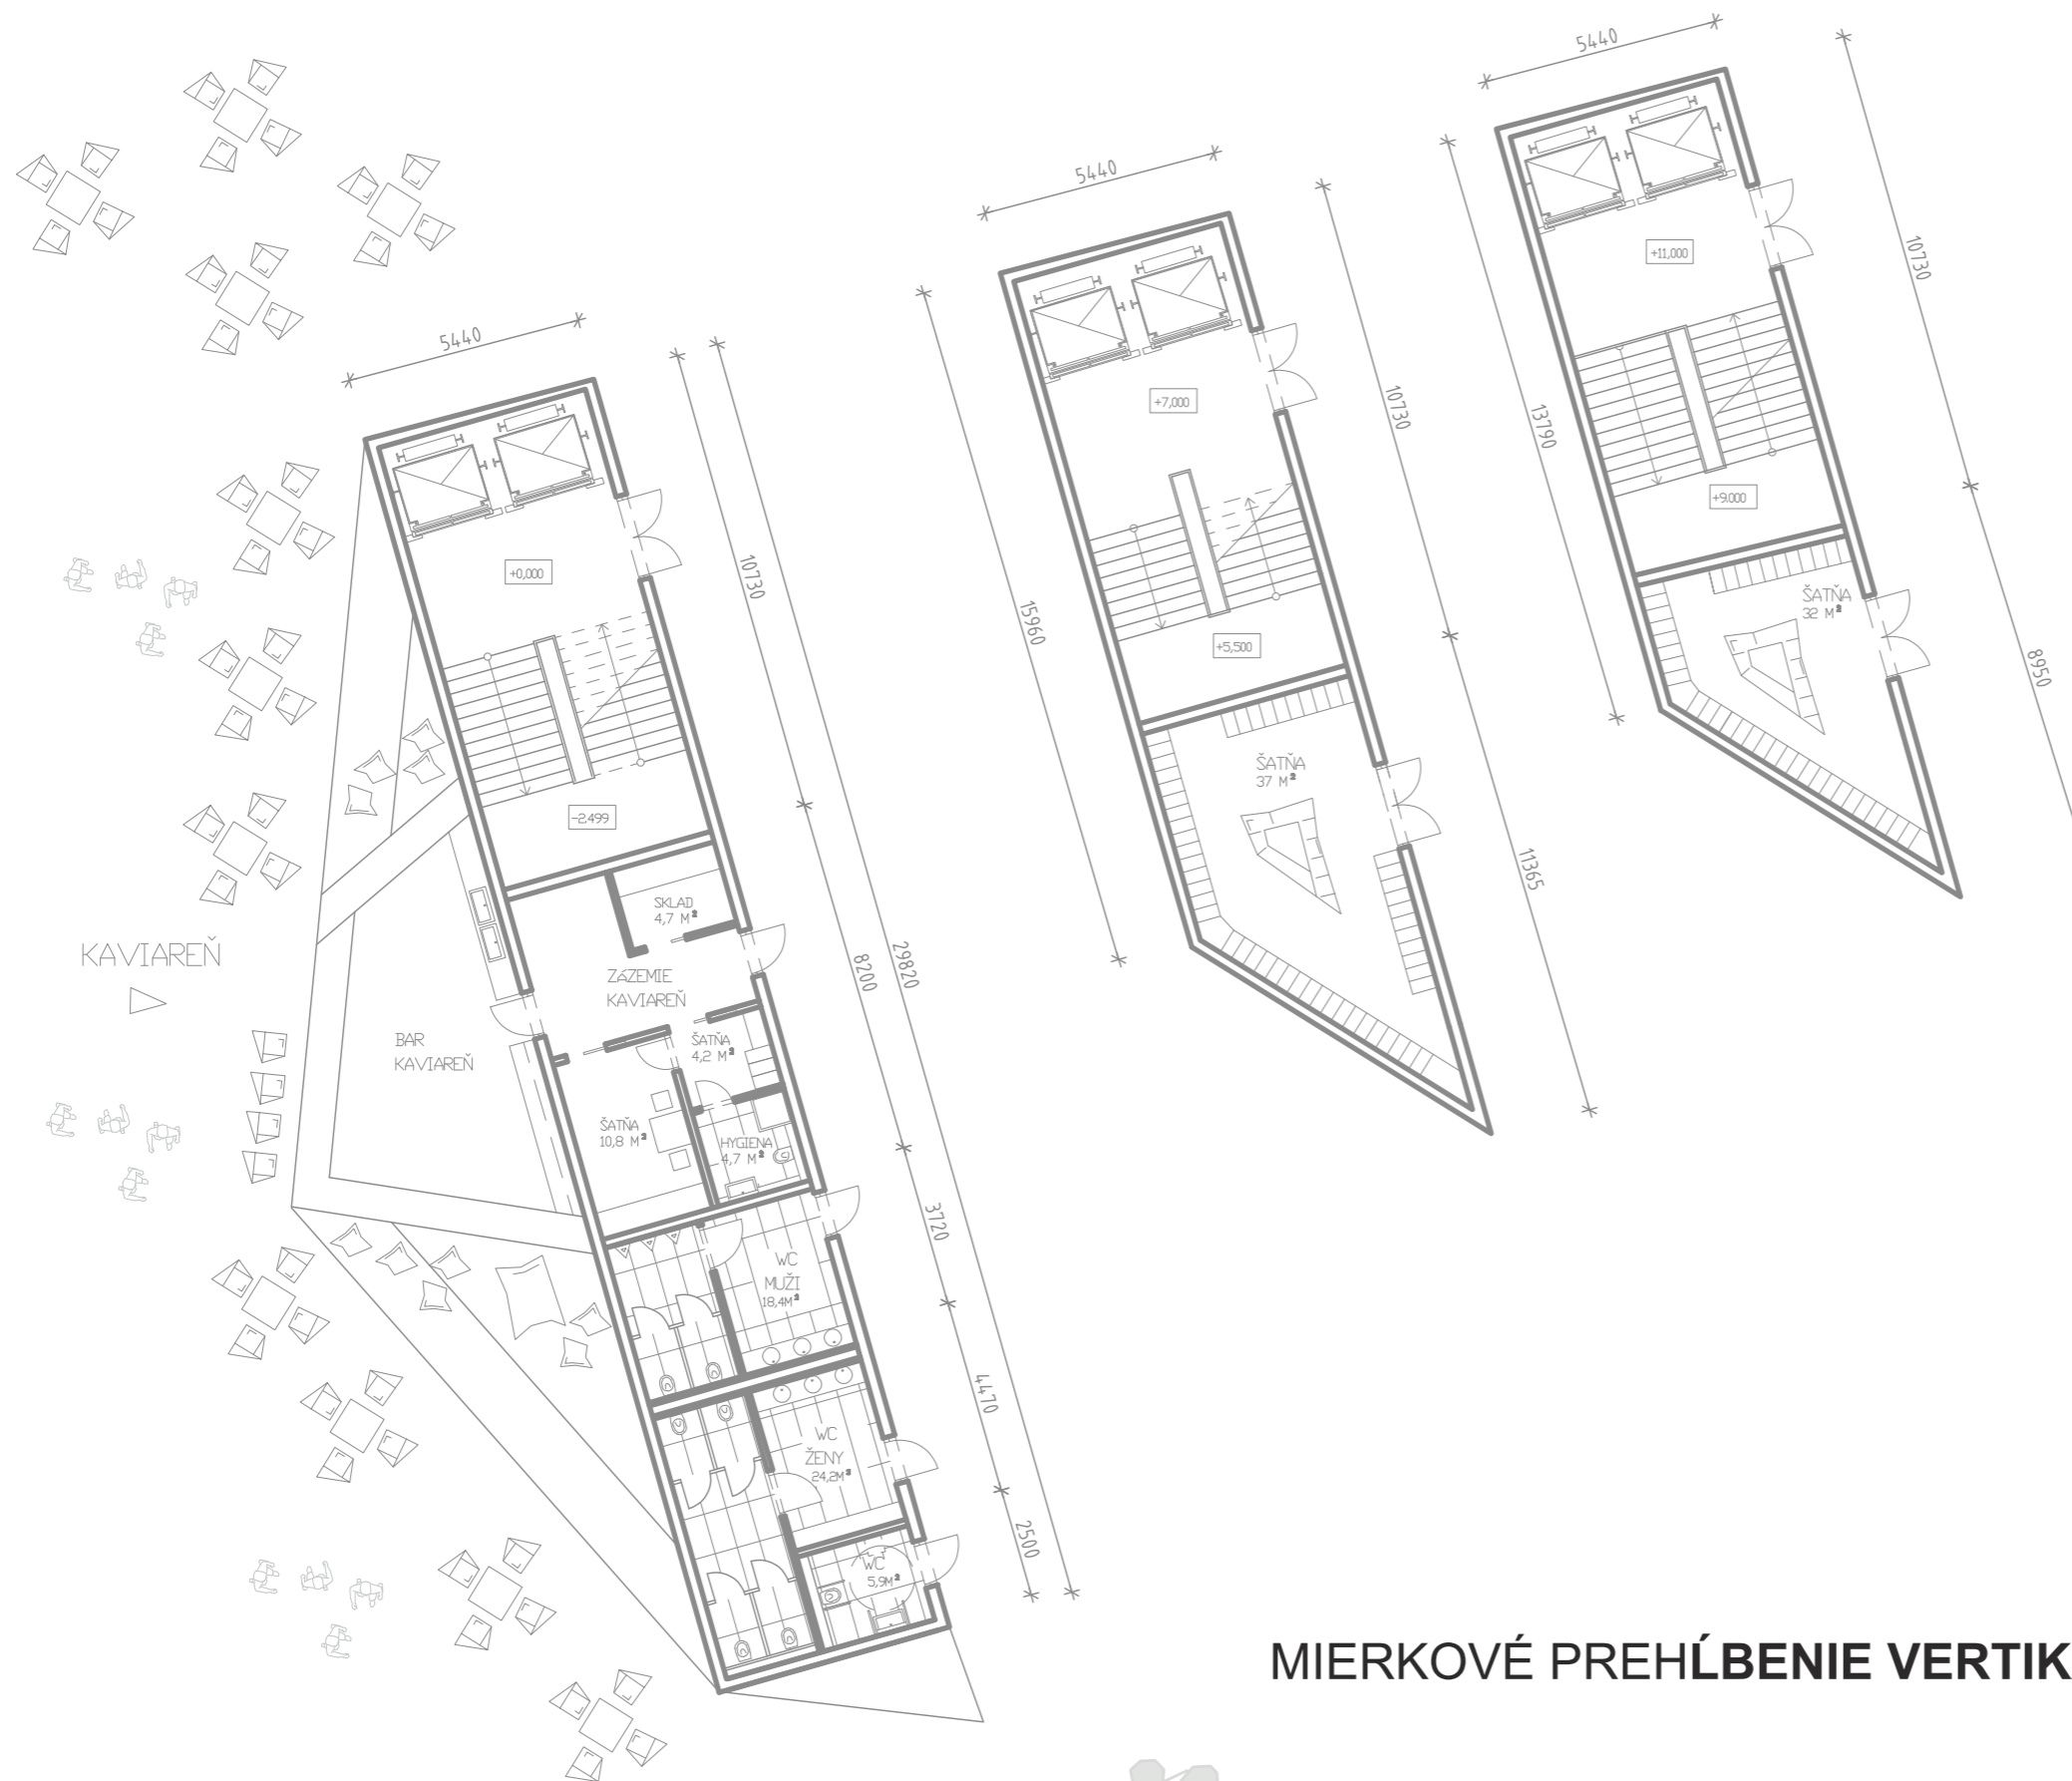 5440
10730
29820
8200
3720
4470
2500
+0,000
-2.499
SKLAD
4,7 M²
ZáZEMIE
KAVIAREŇ
ŠATŇA
4,2 M²
ŠATŇA
10,8 M²
HYGIENA
4,7 M²
KAVIAREŇ
BAR
KAVIAREŇ
WC
MUŽI
18,4M²
WC
ŽENY
24,2M²
WC
5,9M²
5440
15960
10730
11365
+7,000
+5,500
ŠATŇA
37 M²
5440
13790
10730
8950
+11,000
+9,000
ŠATŇA
32 M²
MIERKOVÉ PREHĹBENIE VERTIK